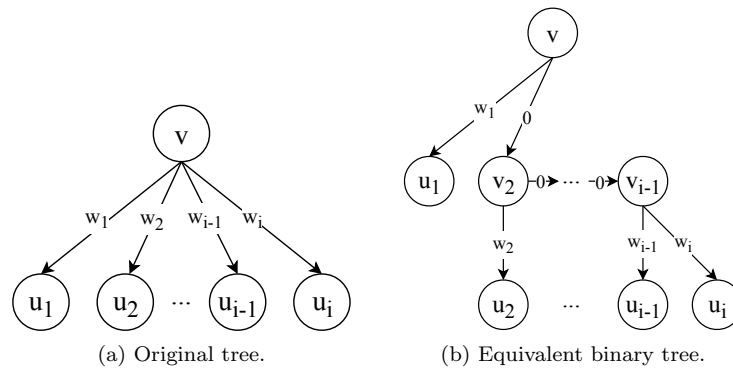 v
w1 w2 wi-1 wi
u1 u2 ... ui-1 ui
(a) Original tree.
v
w1 0
u1 v2 0 ... 0 vi-1
w2 wi-1 wi
u2 ... ui-1 ui
(b) Equivalent binary tree.